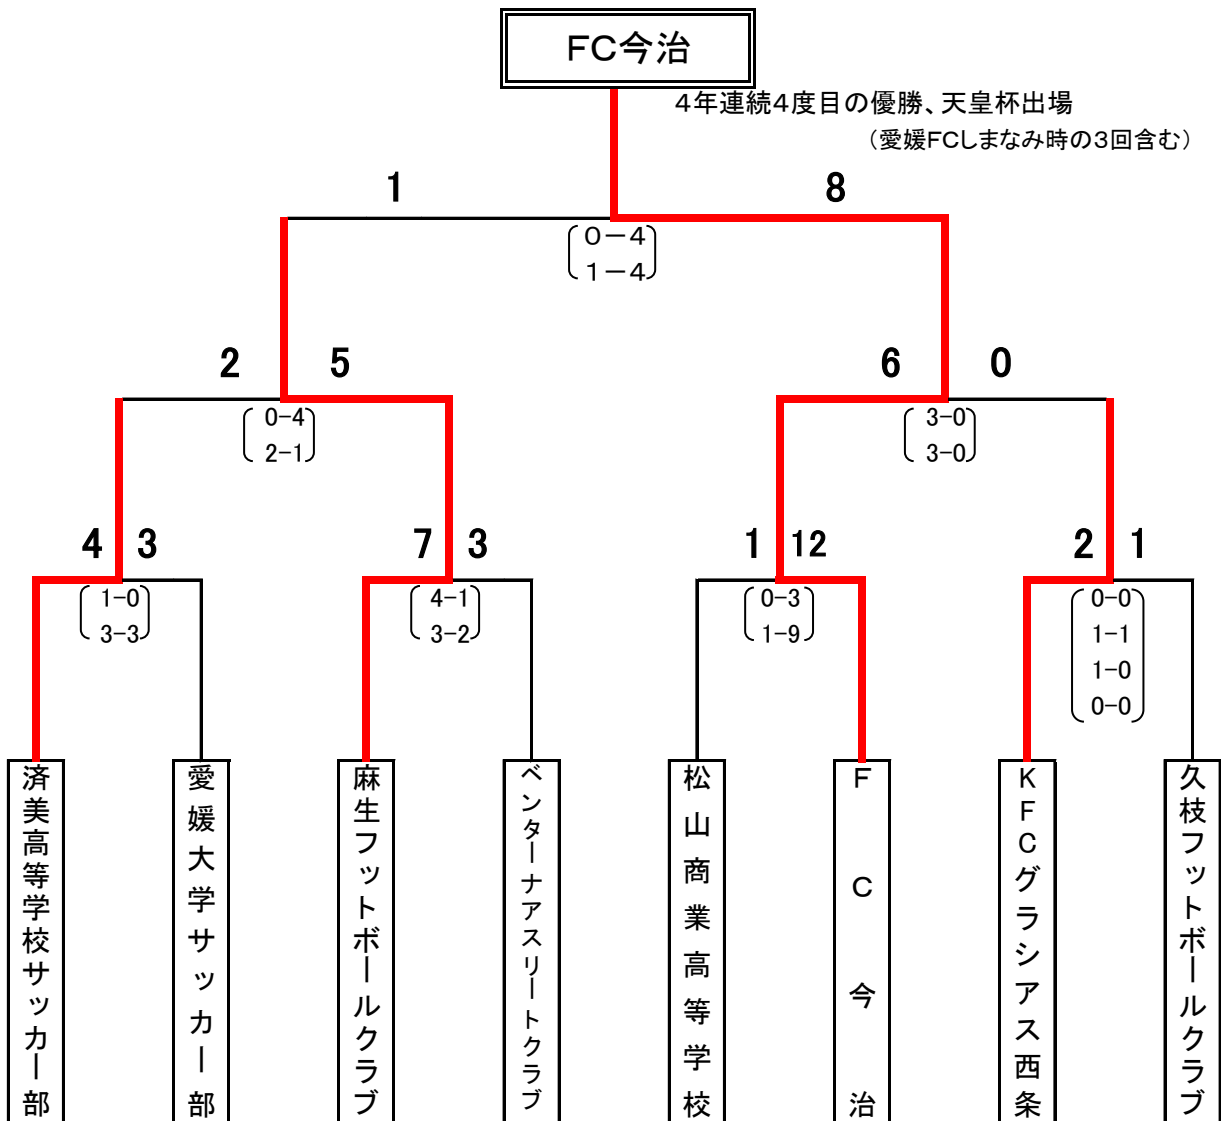 FC今治
4年連続4度目の優勝、天皇杯出場
（愛媛FCしまなみ時の3回含む）
1
8
0－4
1－4
2
5
6
0
0-4
2-1
3-0
3-0
4
3
7
3
1
12
2
1
1-0
3-3
4-1
3-2
0-3
1-9
0-0
1-1
1-0
0-0
済美高等学校サッカー部
愛媛大学サッカー部
麻生フットボールクラブ
ベンターナアスリートクラブ
松山商業高等学校
FC今治
KFCグラシアス西条
久枝フットボールクラブ